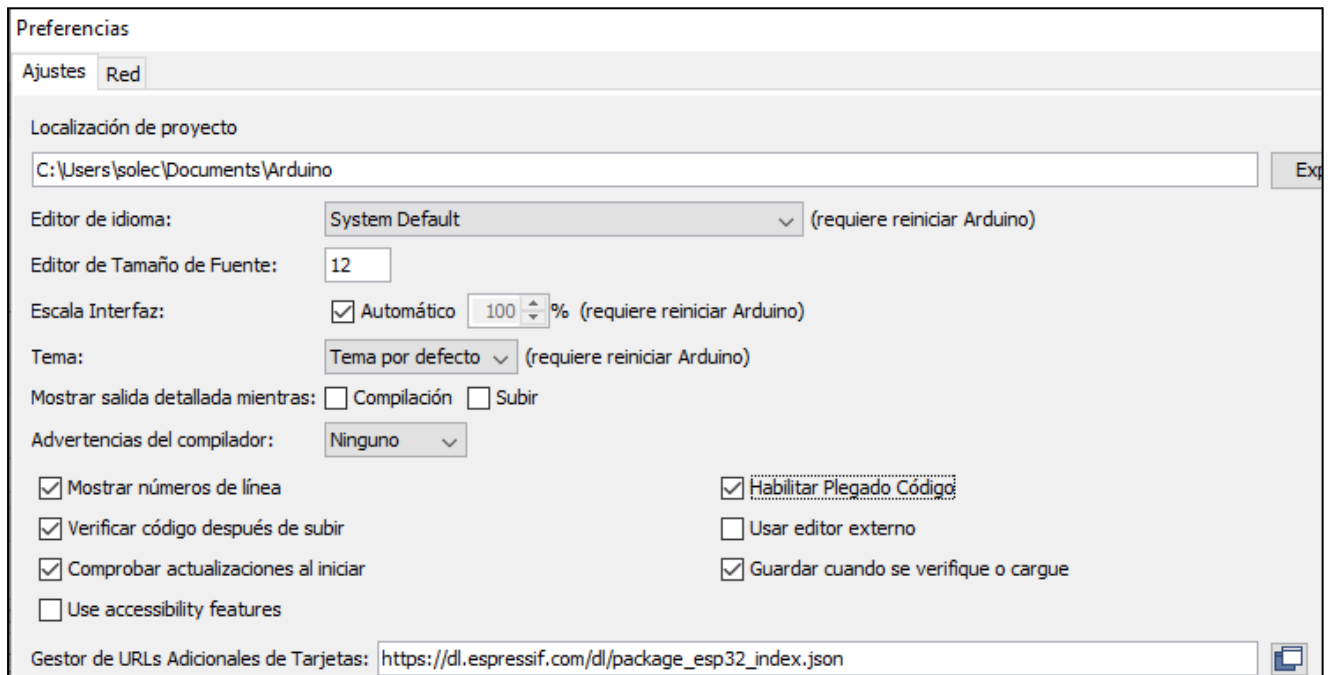 Preferencias
Ajustes Red
Localización de proyecto
C:\Users\solec\Documents\Arduino
Editor de idioma: System Default (requiere reiniciar Arduino)
Editor de Tamaño de Fuente: 12
Escala Interfaz: Automático 100 % (requiere reiniciar Arduino)
Tema: Tema por defecto (requiere reiniciar Arduino)
Mostrar salida detallada mientras: Compilación Subir
Advertencias del compilador: Ninguno
Mostrar números de línea Habilitar Plegado Código
Verificar código después de subir Usar editor externo
Comprobar actualizaciones al iniciar Guardar cuando se verifique o cargue
Use accessibility features
Gestor de URLs Adicionales de Tarjetas: https://dl.espressif.com/dl/package_esp32_index.json